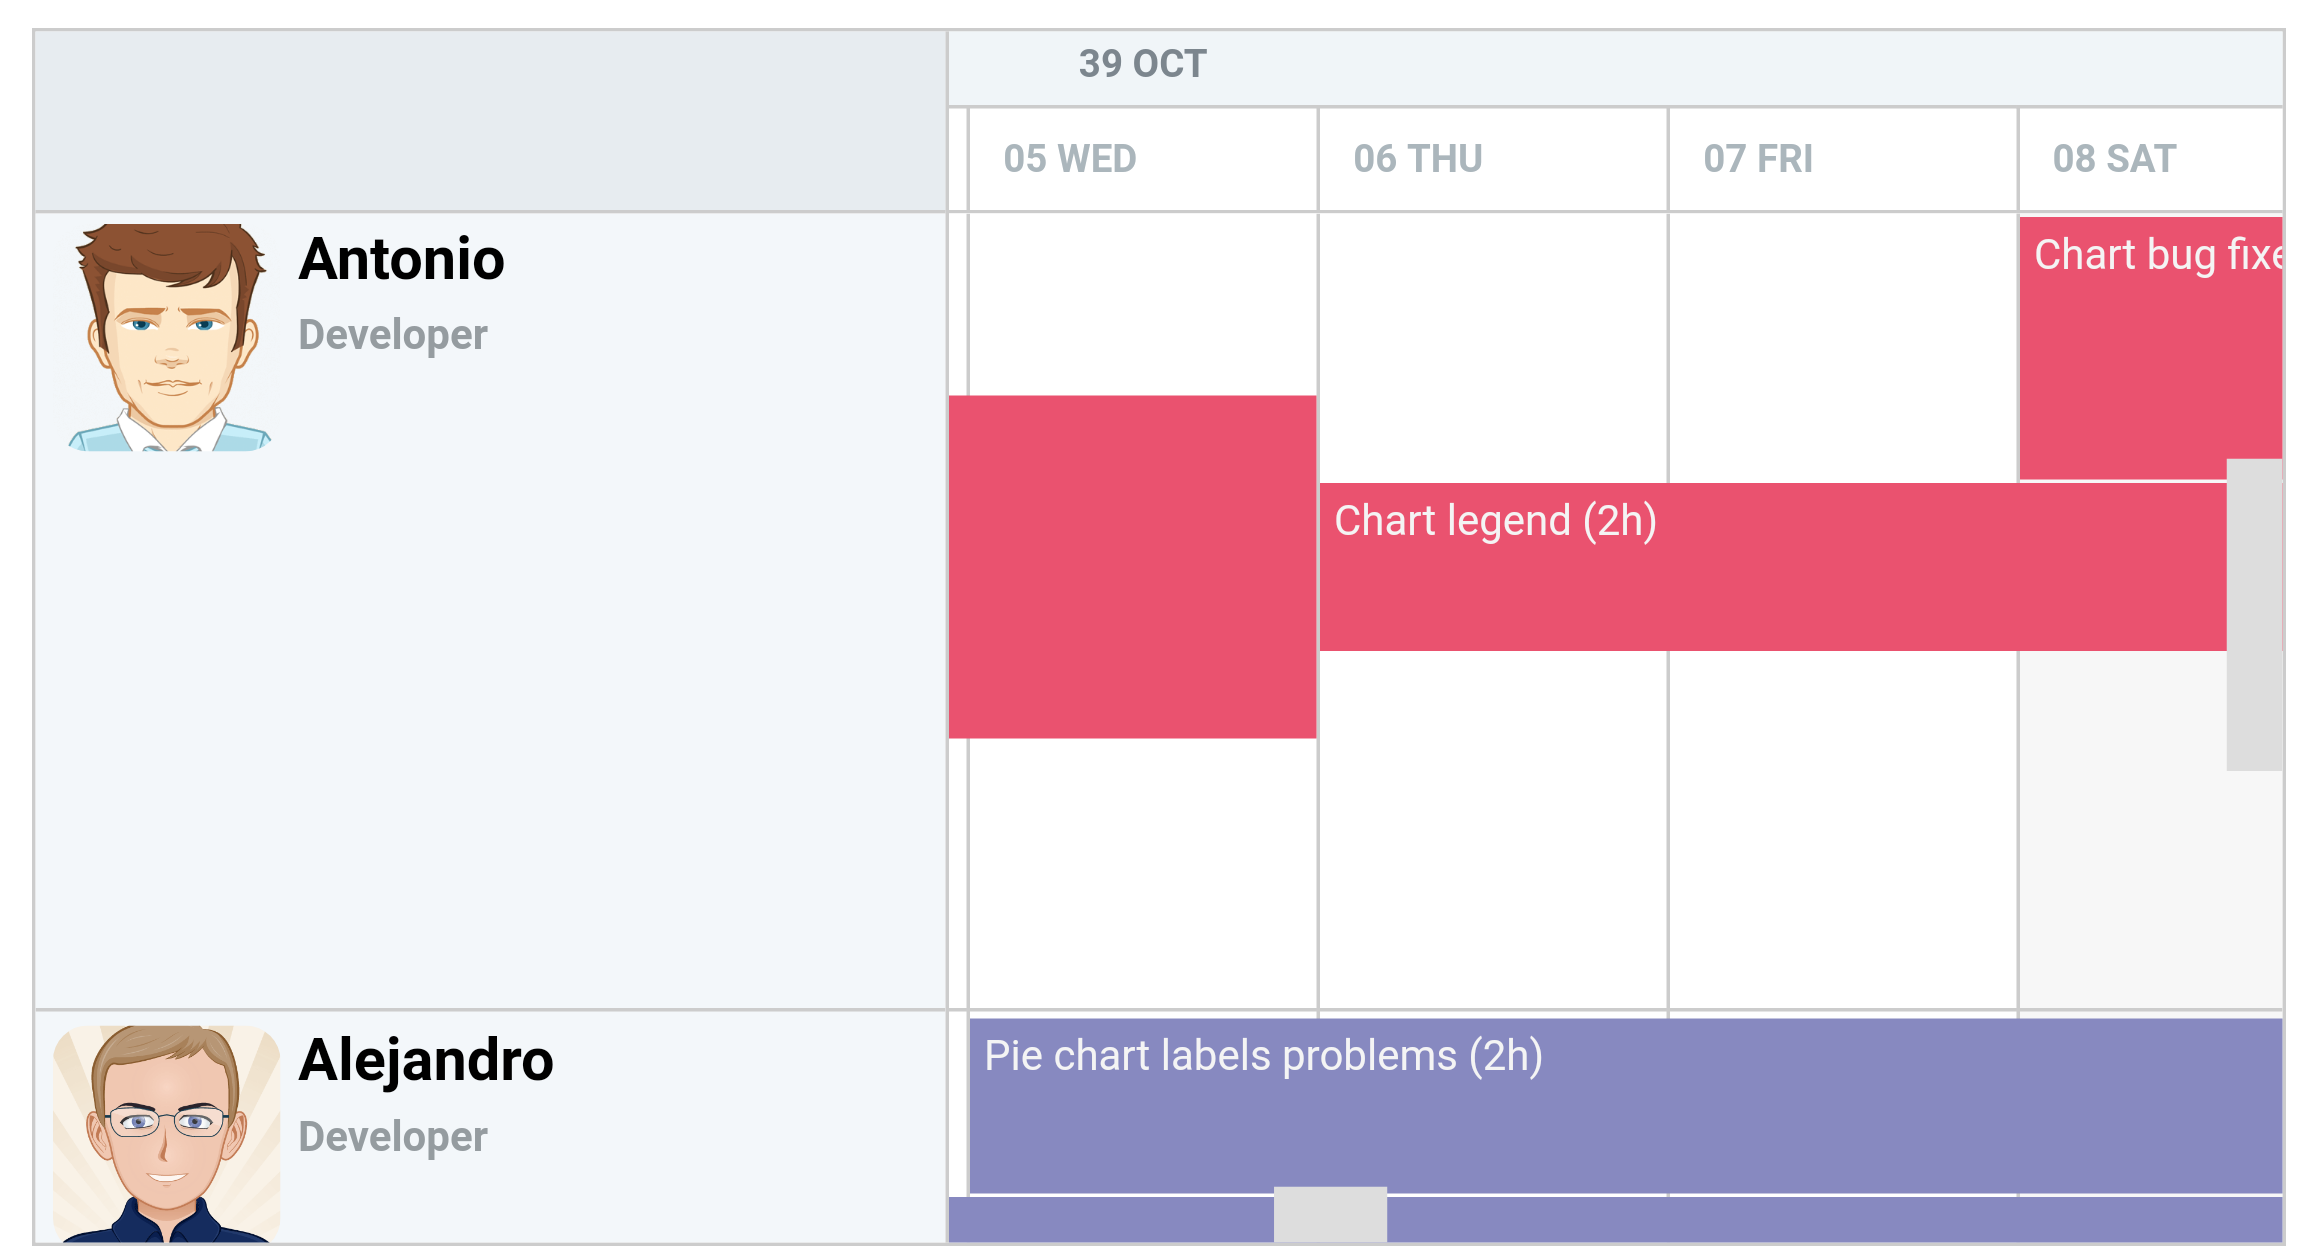 39 OCT
05 WED 06 THU 07 FRI 08 SAT
Antonio
Developer
Chart bug fixe
Chart legend (2h)
Alejandro
Developer
Pie chart labels problems (2h)